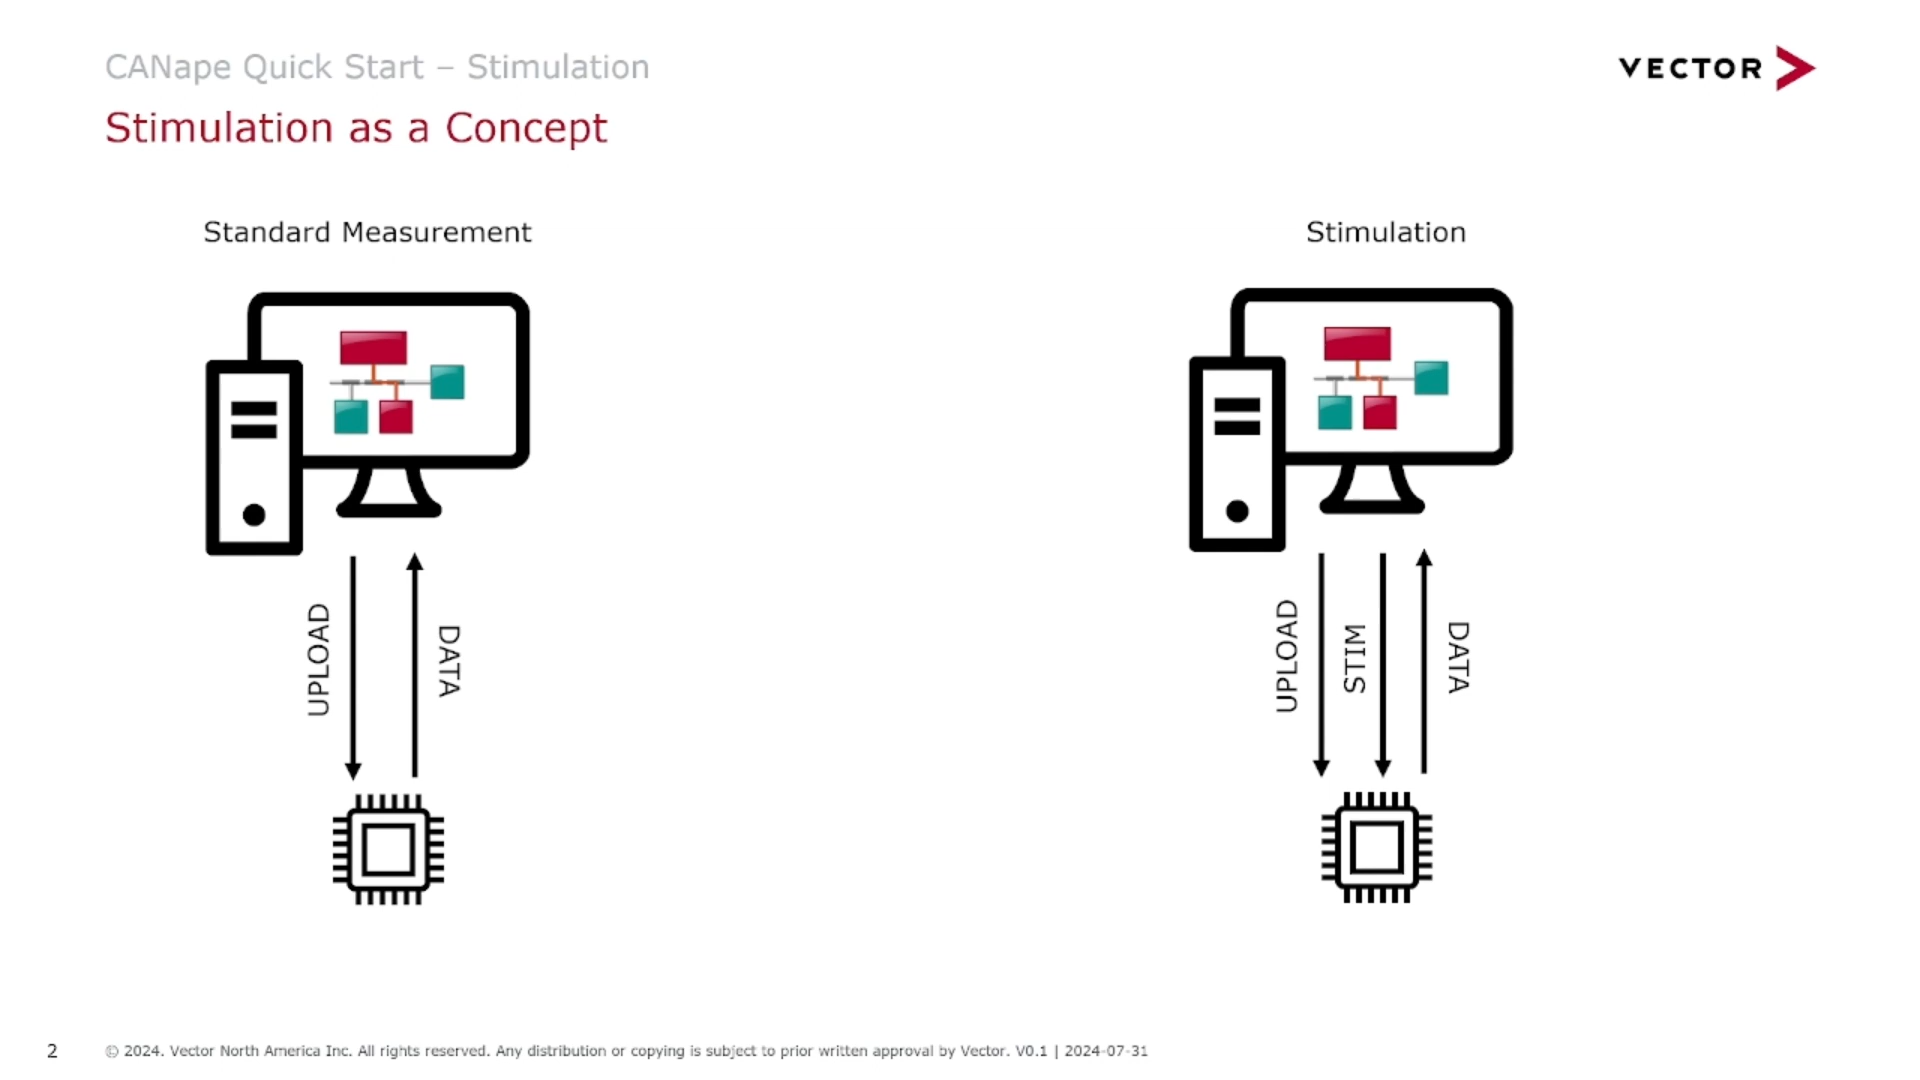 CANape Quick Start – Stimulation
VECTOR
Stimulation as a Concept
Standard Measurement
Stimulation
UPLOAD
DATA
UPLOAD
STIM
DATA
2
© 2024. Vector North America Inc. All rights reserved. Any distribution or copying is subject to prior written approval by Vector. V0.1 | 2024-07-31